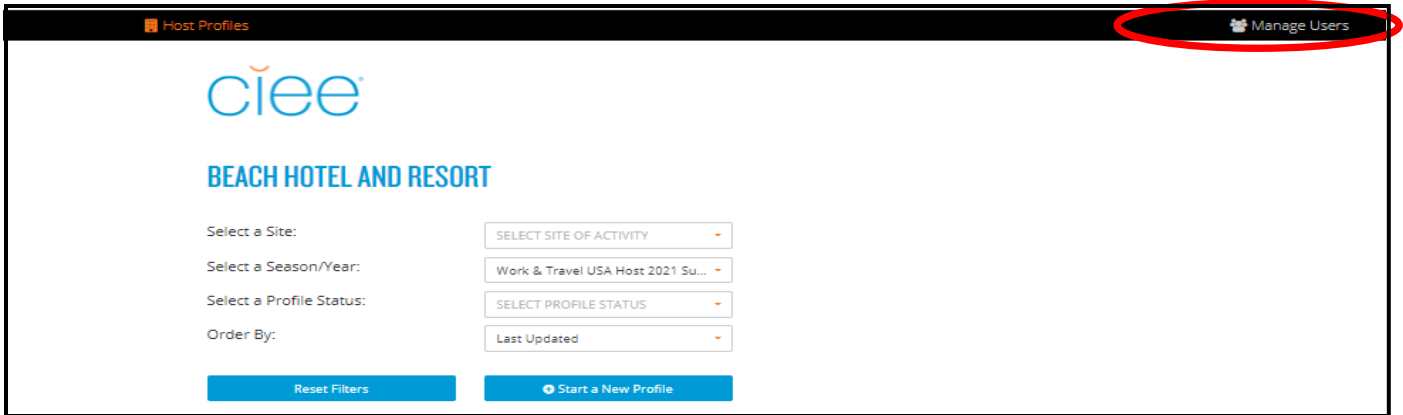 Host Profiles
Manage Users
ciee
BEACH HOTEL AND RESORT
Select a Site:
SELECT SITE OF ACTIVITY
Select a Season/Year:
Work & Travel USA Host 2021 Su...
Select a Profile Status:
SELECT PROFILE STATUS
Order By:
Last Updated
Reset Filters
Start a New Profile